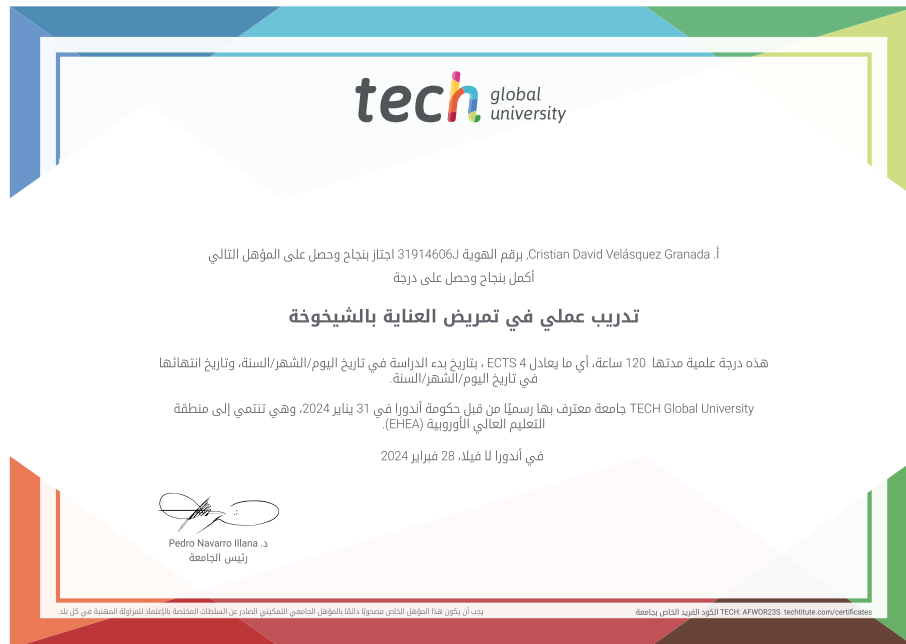 tech global university
أ. Cristian David Velásquez Granada, برقم الهوية 31914606J اجتاز بنجاح وحصل على المؤهل التالي
أكمل بنجاح وحصل على درجة
تدريب عملي في تمريض العناية بالشيخوخة
هذه درجة علمية مدتها 120 ساعة، أي ما يعادل 4 ECTS ، بتاريخ بدء الدراسة في تاريخ اليوم/الشهر/السنة، وتاريخ انتهائها
في تاريخ اليوم/الشهر/السنة.
TECH Global University جامعة معترف بها رسميًا من قبل حكومة أندورا في 31 يناير 2024، وهي تنتمي إلى منطقة
التعليم العالي الأوروبية (EHEA).
في أندورا لا فيلا، 28 فبراير 2024
د. Pedro Navarro Illana
رئيس الجامعة
يجب أن يكون هذا المؤهل الخاص مصحوبًا دائمًا بالمؤهل الجامعي التمكيني الصادر عن السلطات المختصة بالإعتماد للمزاولة المهنية في كل بلد.
الكود الفريد الخاص بجامعة TECH: AFWOR23S techtitute.com/certificates